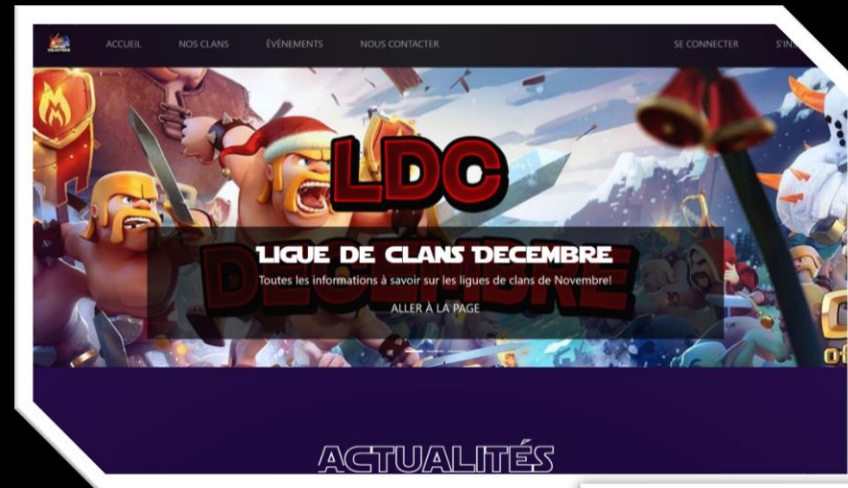 ACCUEIL
NOS CLANS
ÉVÉNEMENTS
NOUS CONTACTER
SE CONNECTER
LDC
DECEMBRE
LIGUE DE CLANS DECEMBRE
Toutes les informations à savoir sur les ligues de clans de Novembre!
ALLER À LA PAGE
ACTUALITÉS